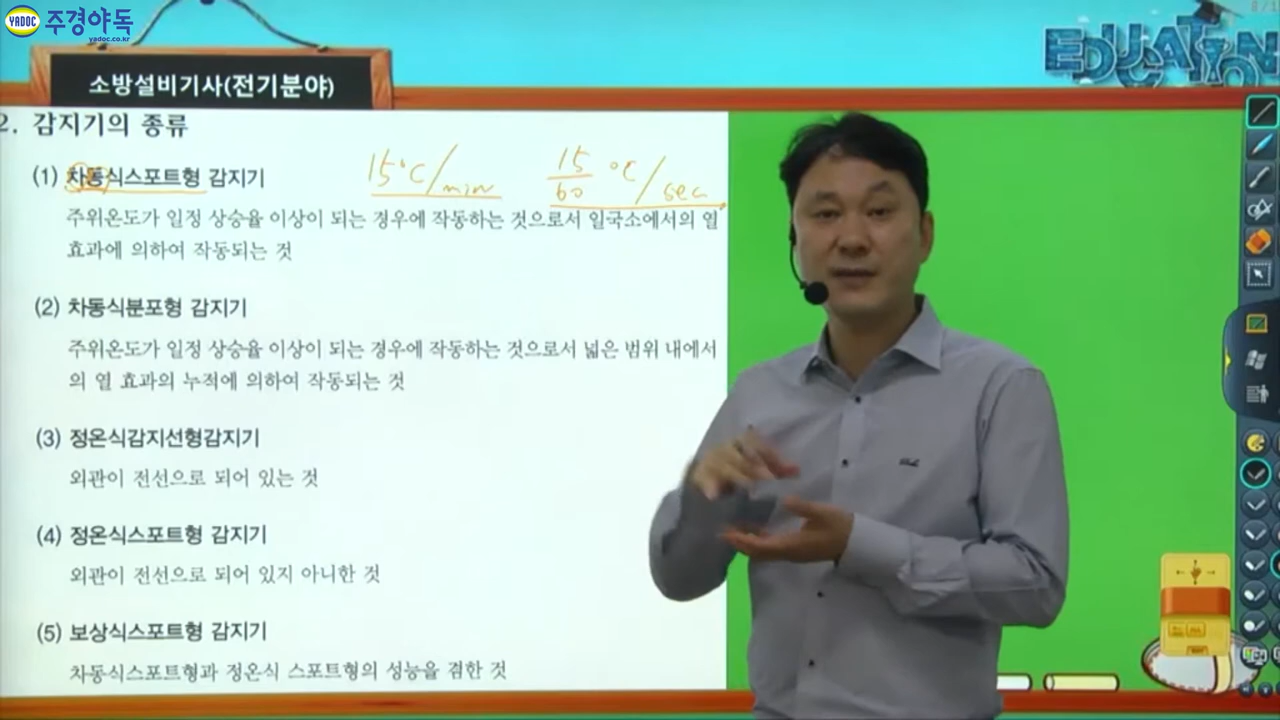 YADOC 주경야독
yadoc.co.kr
EDUCATION
소방설비기사(전기분야)
2. 감지기의 종류
(1) 차동식스포트형 감지기
15°C/min 15/60 °C/sec
주위온도가 일정 상승율 이상이 되는 경우에 작동하는 것으로서 일국소에서의 열
효과에 의하여 작동되는 것
(2) 차동식분포형 감지기
주위온도가 일정 상승율 이상이 되는 경우에 작동하는 것으로서 넓은 범위 내에서
의 열 효과의 누적에 의하여 작동되는 것
(3) 정온식감지선형감지기
외관이 전선으로 되어 있는 것
(4) 정온식스포트형 감지기
외관이 전선으로 되어 있지 아니한 것
(5) 보상식스포트형 감지기
차동식스포트형과 정온식 스포트형의 성능을 겸한 것